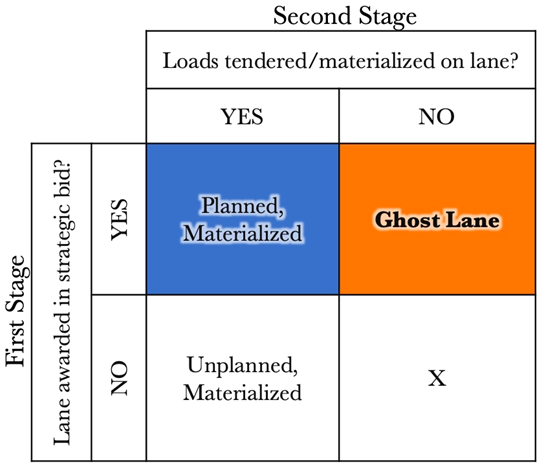 Second Stage
Loads tendered/materialized on lane?
YES
NO
First Stage
Lane awarded in strategic bid?
YES
Planned,
Materialized
Ghost Lane
NO
Unplanned,
Materialized
X